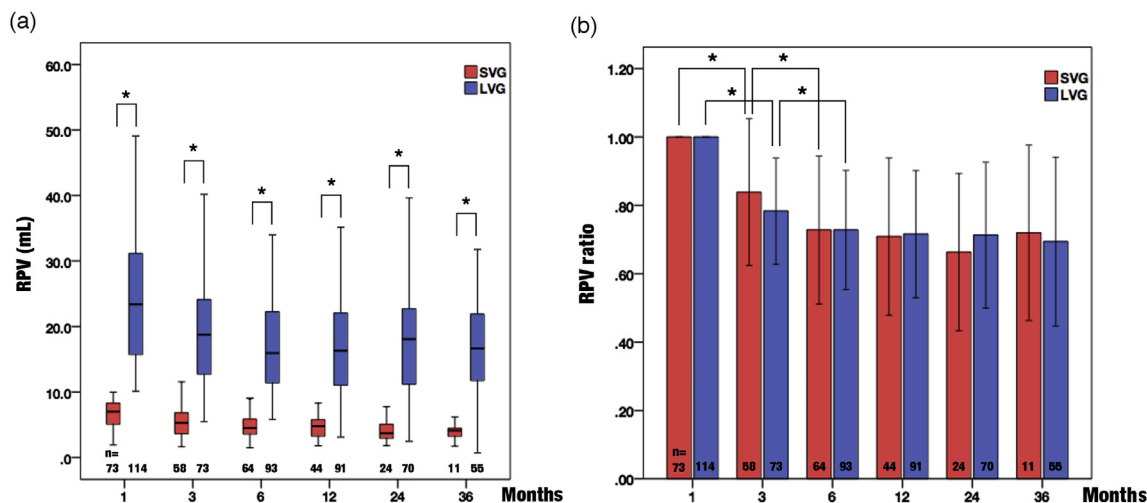 (a)
60.0
50.0
40.0
30.0
20.0
10.0
.0
RPV (mL)
SVG
LVG
*
*
*
*
*
*
n=
73 114 58 73 64 93 44 91 24 70 11 55
1 3 6 12 24 36 Months
(b)
1.20
1.00
.80
.60
.40
.20
.00
RPV ratio
SVG
LVG
* *
* *
n=
73 114 58 73 64 93 44 91 24 70 11 55
1 3 6 12 24 36 Months